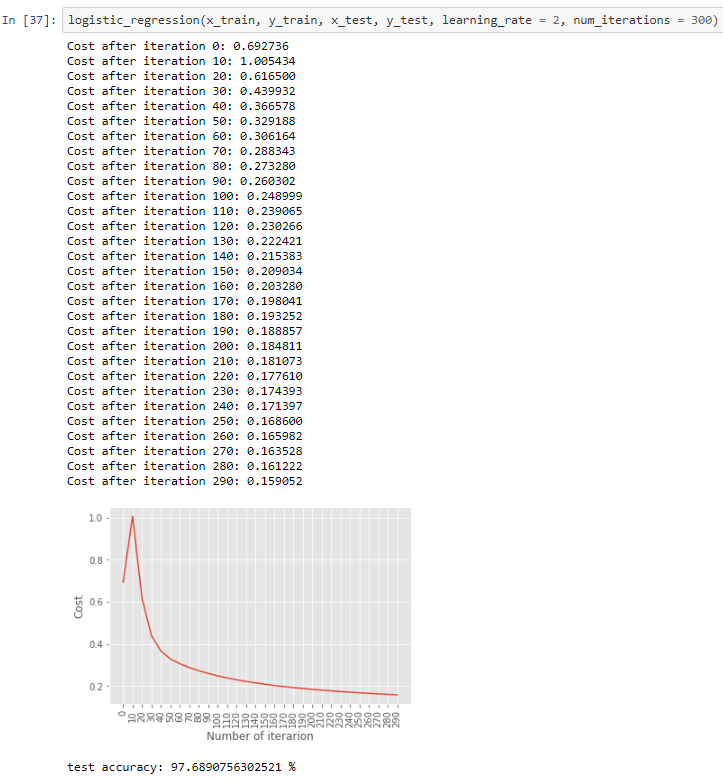 In [37]: logistic_regression(x_train, y_train, x_test, y_test, learning_rate = 2, num_iterations = 300)
Cost after iteration 0: 0.692736
Cost after iteration 10: 1.005434
Cost after iteration 20: 0.616500
Cost after iteration 30: 0.439932
Cost after iteration 40: 0.366578
Cost after iteration 50: 0.329188
Cost after iteration 60: 0.306164
Cost after iteration 70: 0.288343
Cost after iteration 80: 0.273280
Cost after iteration 90: 0.260302
Cost after iteration 100: 0.248999
Cost after iteration 110: 0.239065
Cost after iteration 120: 0.230266
Cost after iteration 130: 0.222421
Cost after iteration 140: 0.215383
Cost after iteration 150: 0.209034
Cost after iteration 160: 0.203280
Cost after iteration 170: 0.198041
Cost after iteration 180: 0.193252
Cost after iteration 190: 0.188857
Cost after iteration 200: 0.184811
Cost after iteration 210: 0.181073
Cost after iteration 220: 0.177610
Cost after iteration 230: 0.174393
Cost after iteration 240: 0.171397
Cost after iteration 250: 0.168600
Cost after iteration 260: 0.165982
Cost after iteration 270: 0.163528
Cost after iteration 280: 0.161222
Cost after iteration 290: 0.159052
1.0
0.8
0.6
0.4
0.2
Cost
0 10 20 30 40 50 60 70 80 90 100 110 120 130 140 150 160 170 180 190 200 210 220 230 240 250 260 270 280 290
Number of iterarion
test accuracy: 97.6890756302521 %